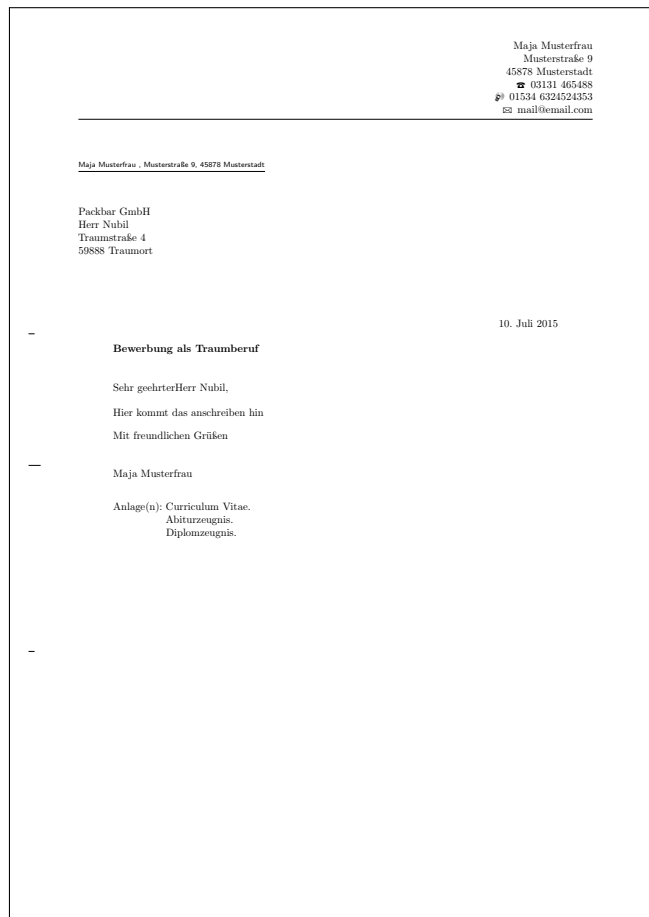 Maja Musterfrau
Musterstraße 9
45878 Musterstadt
☎ 03131 465488
01534 6324524353
✉ mail@email.com
Maja Musterfrau , Musterstraße 9, 45878 Musterstadt
Packbar GmbH
Herr Nubil
Traumstraße 4
59888 Traumort
10. Juli 2015
Bewerbung als Traumberuf
Sehr geehrterHerr Nubil,
Hier kommt das anschreiben hin
Mit freundlichen Grüßen
Maja Musterfrau
Anlage(n): Curriculum Vitae.
Abiturzeugnis.
Diplomzeugnis.